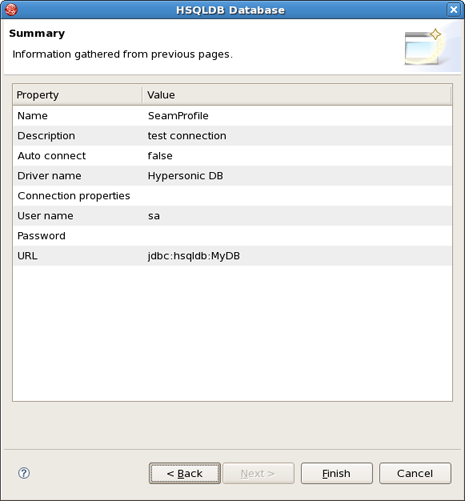 HSQLDB Database
Summary
Information gathered from previous pages.
Property Value
Name SeamProfile
Description test connection
Auto connect false
Driver name Hypersonic DB
Connection properties
User name sa
Password
URL jdbc:hsqldb:MyDB
? < Back Next > Finish Cancel